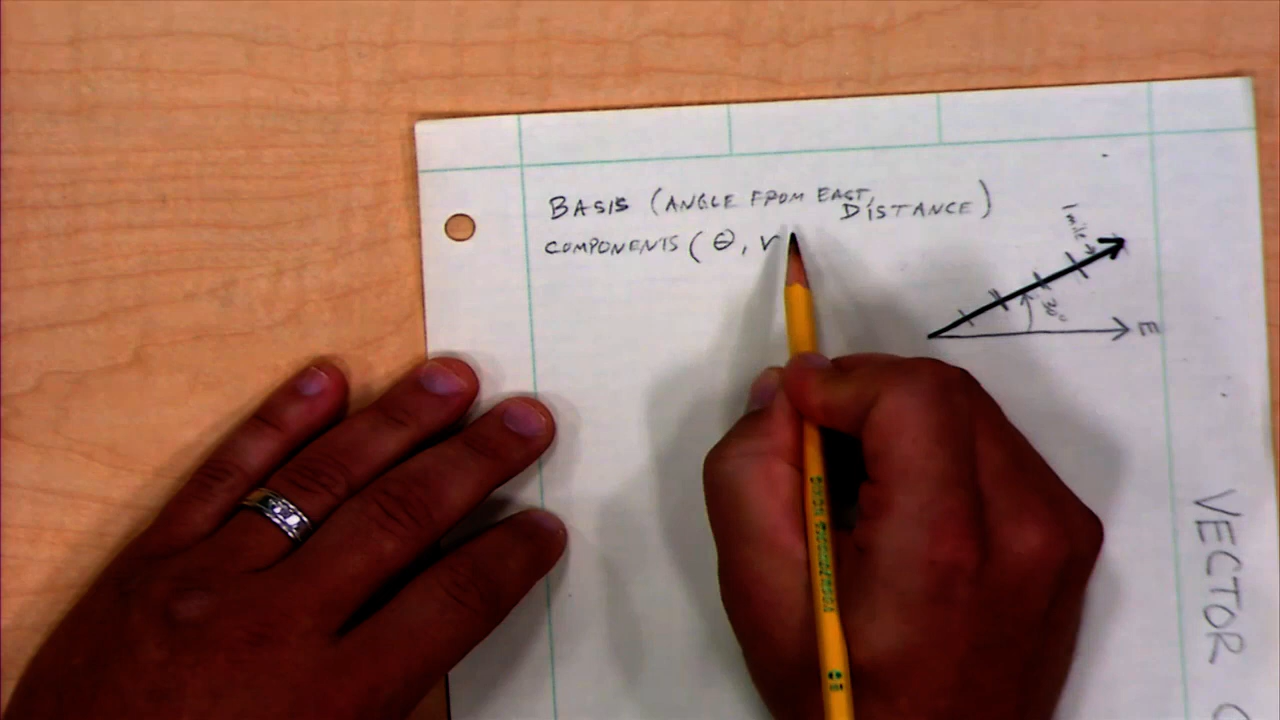 BASIS (ANGLE FROM EAST,
DISTANCE)
COMPONENTS (θ, r
1 mile
30°
E
VECTOR